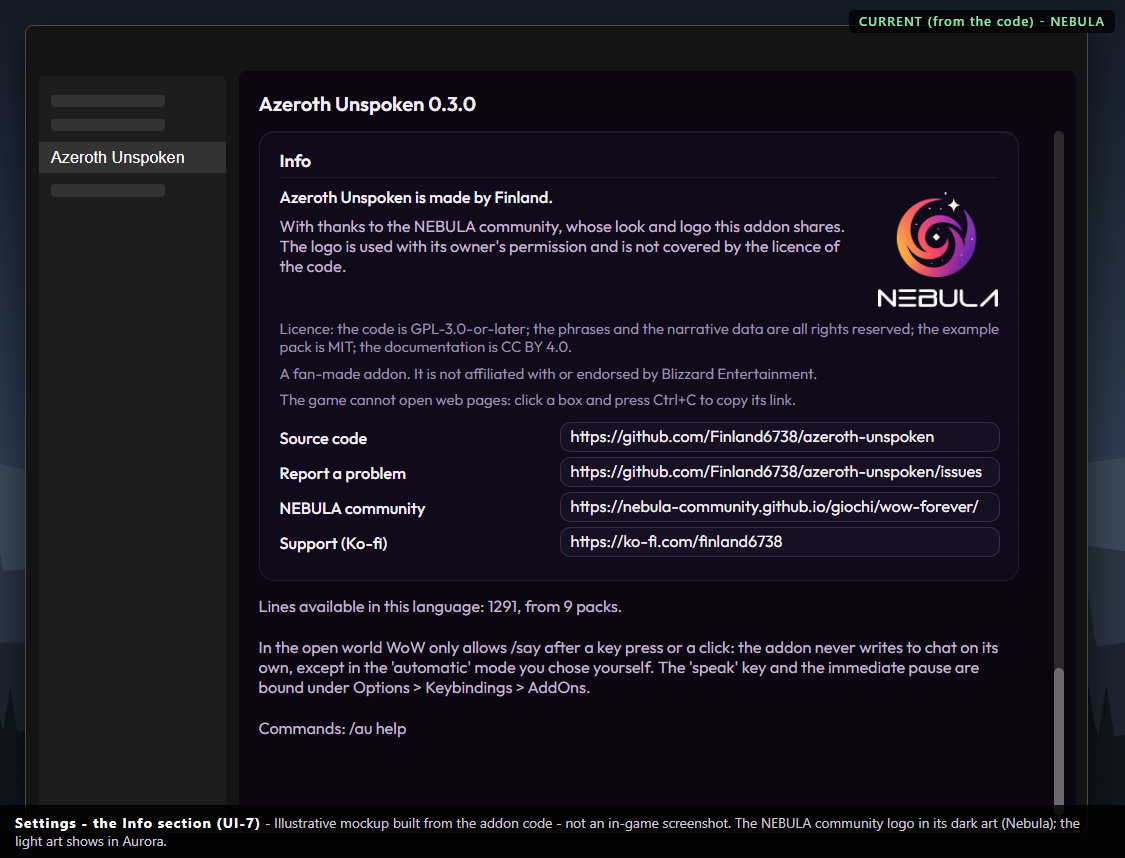 CURRENT (from the code) - NEBULA
Azeroth Unspoken
Azeroth Unspoken 0.3.0
Info
Azeroth Unspoken is made by Finland.
With thanks to the NEBULA community, whose look and logo this addon shares.
The logo is used with its owner's permission and is not covered by the licence of
the code.
NEBULA
Licence: the code is GPL-3.0-or-later; the phrases and the narrative data are all rights reserved; the example
pack is MIT; the documentation is CC BY 4.0.
A fan-made addon. It is not affiliated with or endorsed by Blizzard Entertainment.
The game cannot open web pages: click a box and press Ctrl+C to copy its link.
Source code
https://github.com/Finland6738/azeroth-unspoken
Report a problem
https://github.com/Finland6738/azeroth-unspoken/issues
NEBULA community
https://nebula-community.github.io/giochi/wow-forever/
Support (Ko-fi)
https://ko-fi.com/finland6738
Lines available in this language: 1291, from 9 packs.
In the open world WoW only allows /say after a key press or a click: the addon never writes to chat on its
own, except in the 'automatic' mode you chose yourself. The 'speak' key and the immediate pause are
bound under Options > Keybindings > AddOns.
Commands: /au help
Settings - the Info section (UI-7) - Illustrative mockup built from the addon code - not an in-game screenshot. The NEBULA community logo in its dark art (Nebula); the
light art shows in Aurora.